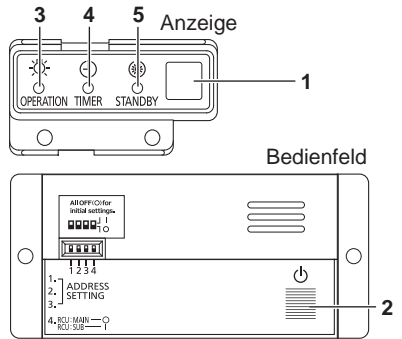 3 4 5 Anzeige
1
OPERATION TIMER STANDBY
Bedienfeld
All OFF(O)for
initial settings.
I
O
1 2 3 4
1.
2. ADDRESS
SETTING
3.
2
4. RCU:MAIN O
RCU:SUB I